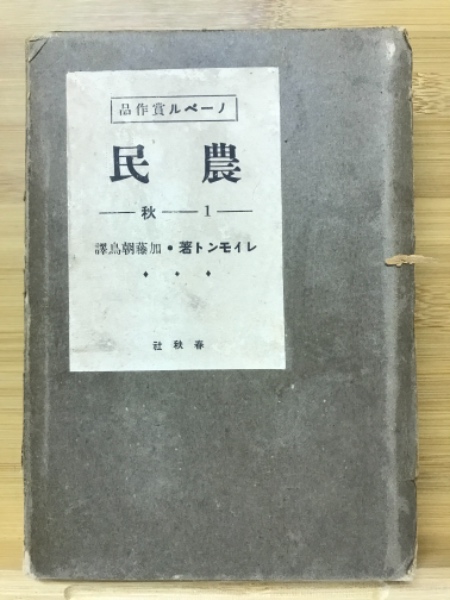 ノーベル賞作品
農民
1 — 秋
レイモント著・加藤朝鳥譯
春秋社